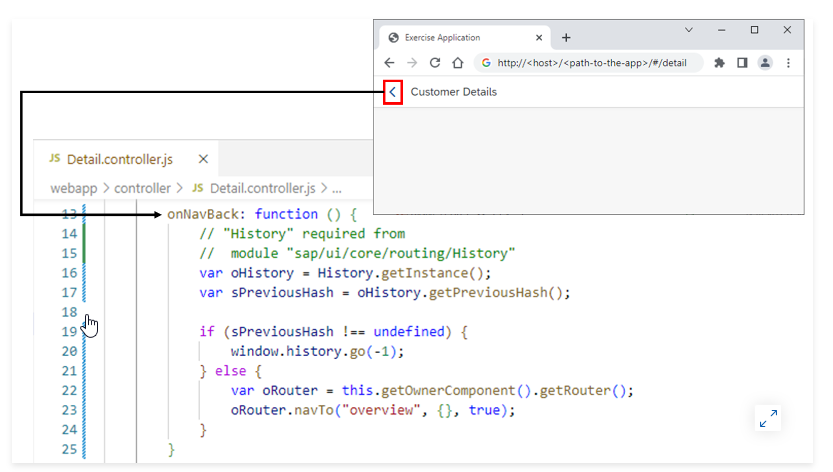 Exercise Application
http://<host>/<path-to-the-app>/#/detail
Customer Details
JS Detail.controller.js
webapp > controller > JS Detail.controller.js > ...
13 onNavBack: function () {
14 // "History" required from
15 //  module "sap/ui/core/routing/History"
16 var oHistory = History.getInstance();
17 var sPreviousHash = oHistory.getPreviousHash();
18
19 if (sPreviousHash !== undefined) {
20 window.history.go(-1);
21 } else {
22 var oRouter = this.getOwnerComponent().getRouter();
23 oRouter.navTo("overview", {}, true);
24 }
25 }